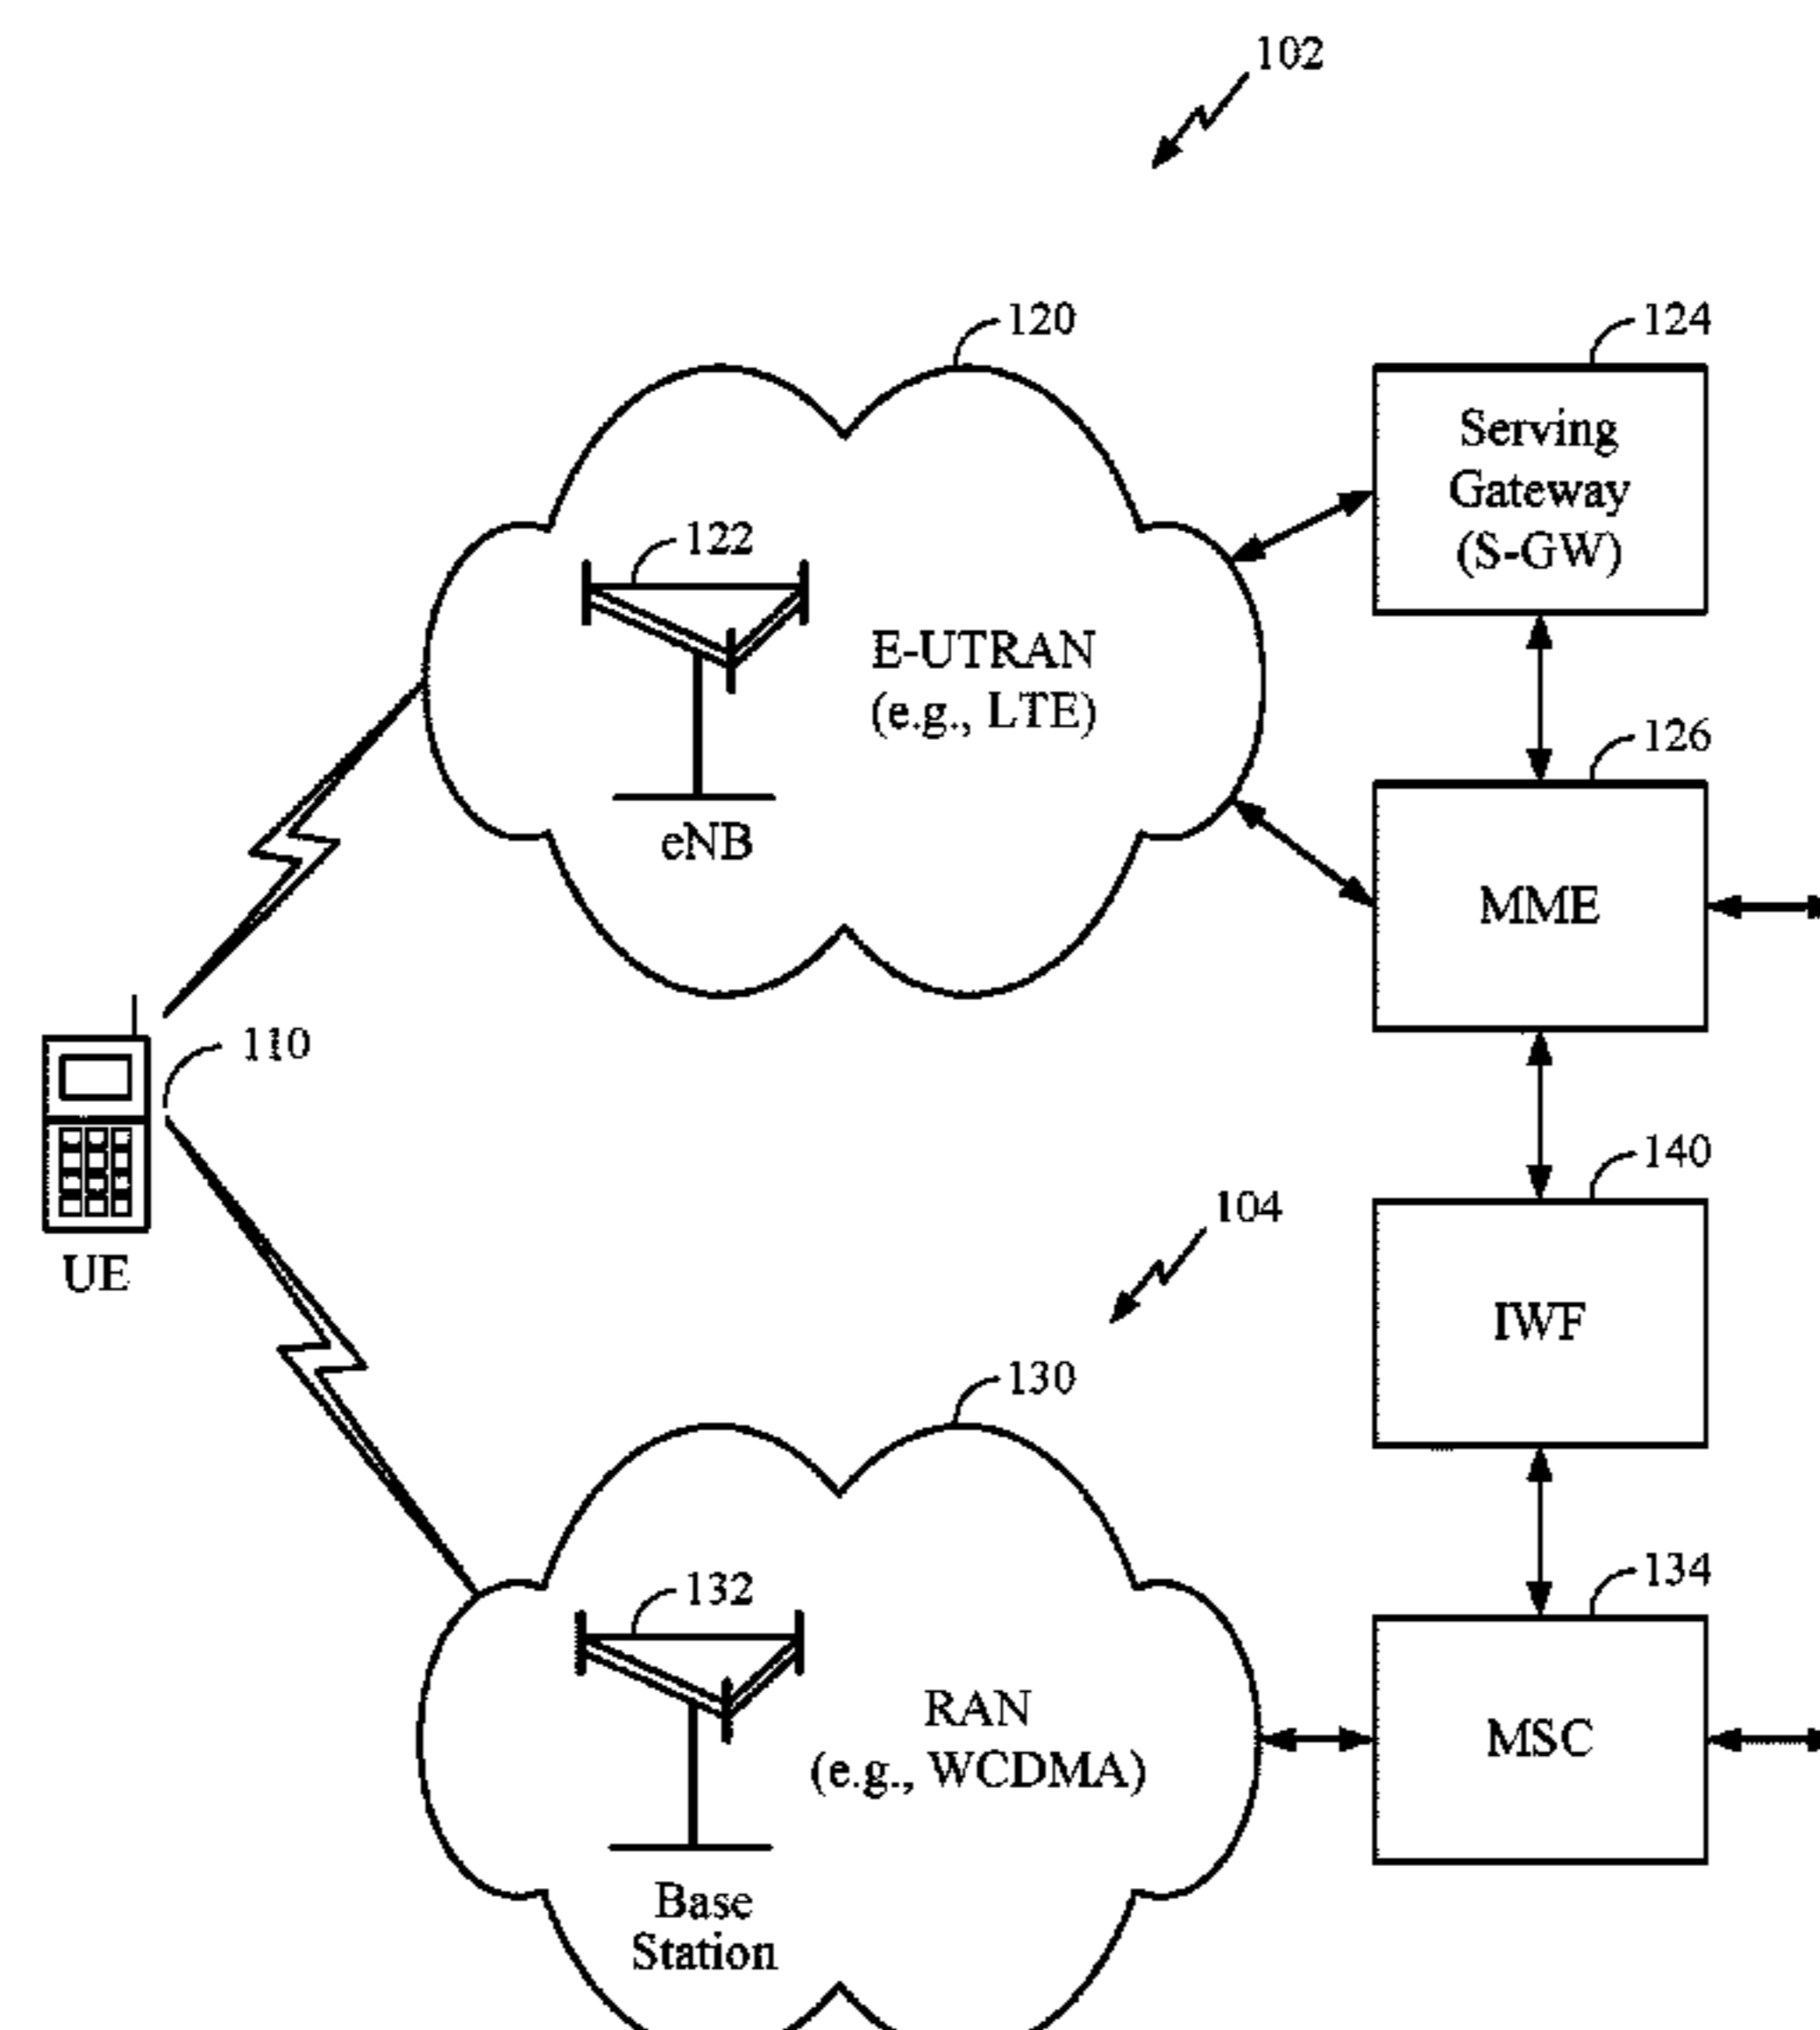 102
120
124
Serving
Gateway
(S-GW)
122
E-UTRAN
(e.g., LTE)
eNB
126
MME
110
UE
140
IWF
104
130
134
MSC
132
RAN
(e.g., WCDMA)
Base
Station